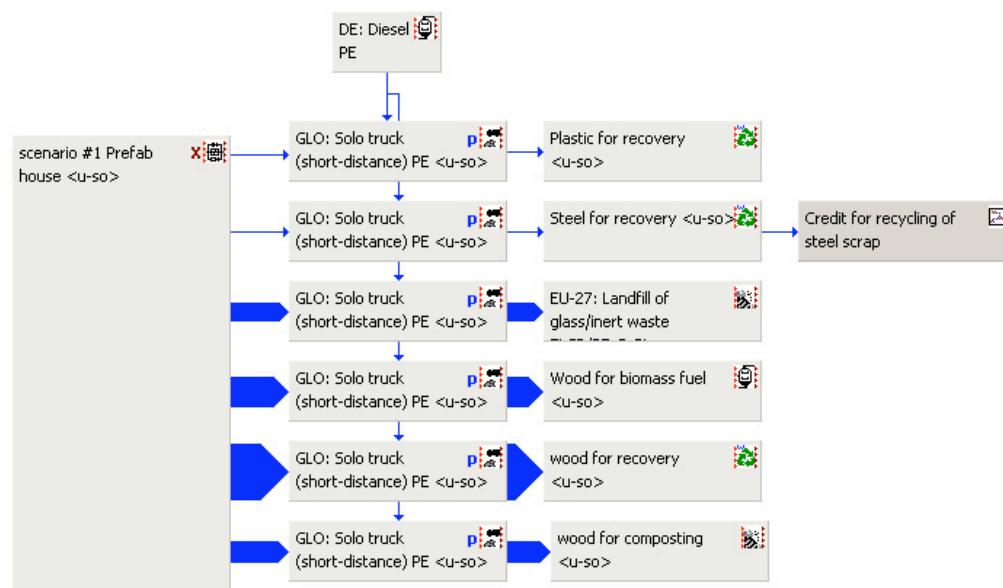 DE: Diesel
PE
scenario #1 Prefab
house <u-so>
X
GLO: Solo truck
(short-distance) PE <u-so>
p
Plastic for recovery
<u-so>
GLO: Solo truck
(short-distance) PE <u-so>
p
Steel for recovery <u-so>
Credit for recycling of
steel scrap
GLO: Solo truck
(short-distance) PE <u-so>
p
EU-27: Landfill of
glass/inert waste
GLO: Solo truck
(short-distance) PE <u-so>
p
Wood for biomass fuel
<u-so>
GLO: Solo truck
(short-distance) PE <u-so>
p
wood for recovery
<u-so>
GLO: Solo truck
(short-distance) PE <u-so>
p
wood for composting
<u-so>